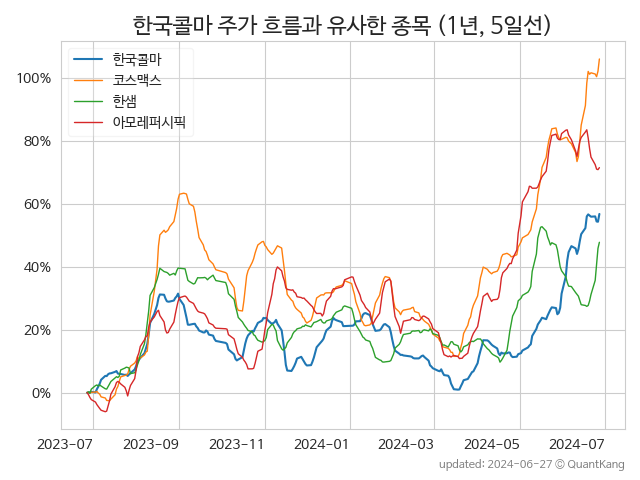 한국콜마 주가 흐름과 유사한 종목 (1년, 5일선)
한국콜마
코스맥스
한샘
아모레퍼시픽
100%
80%
60%
40%
20%
0%
2023-07 2023-09 2023-11 2024-01 2024-03 2024-05 2024-07
updated: 2024-06-27 © QuantKang